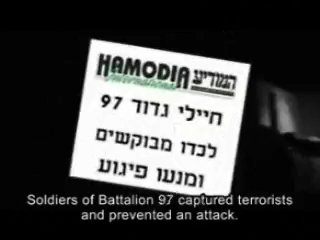 HAMODIA המודיע
International
חיילי גדוד 97
לכדו מבוקשים
ומנעו פיגוע
Soldiers of Battalion 97 captured terrorists
and prevented an attack.